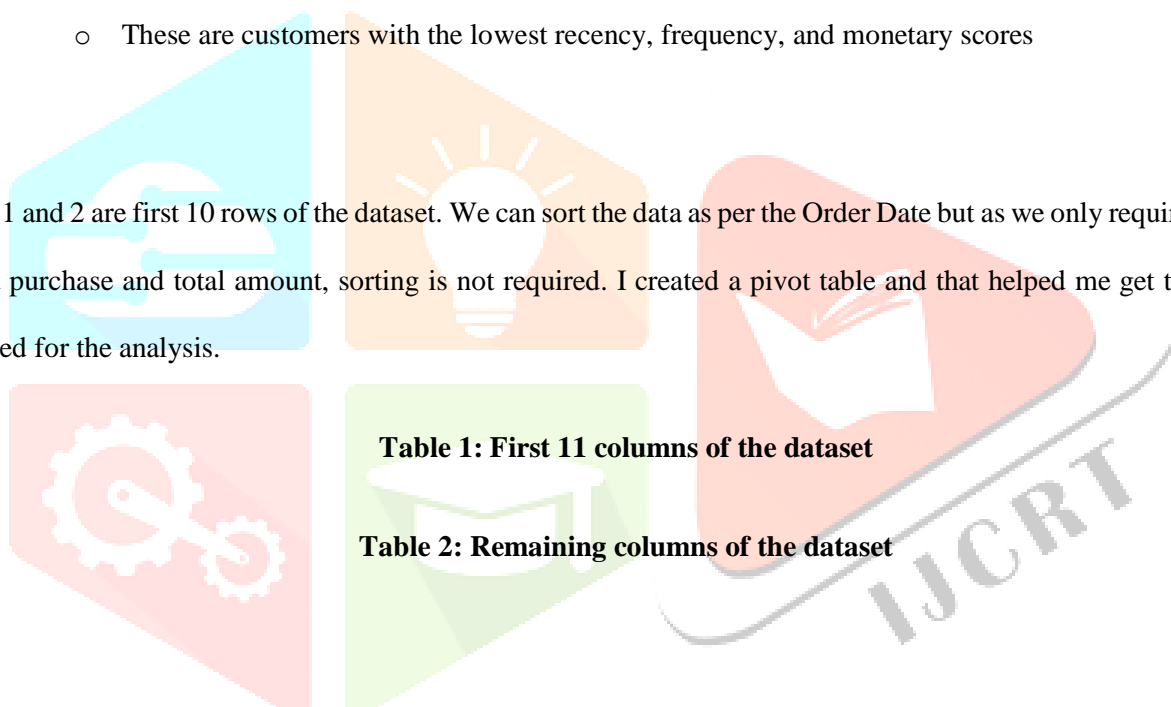 o These are customers with the lowest recency, frequency, and monetary scores
1 and 2 are first 10 rows of the dataset. We can sort the data as per the Order Date but as we only requi
purchase and total amount, sorting is not required. I created a pivot table and that helped me get t
ed for the analysis.
Table 1: First 11 columns of the dataset
Table 2: Remaining columns of the dataset
IJCRT